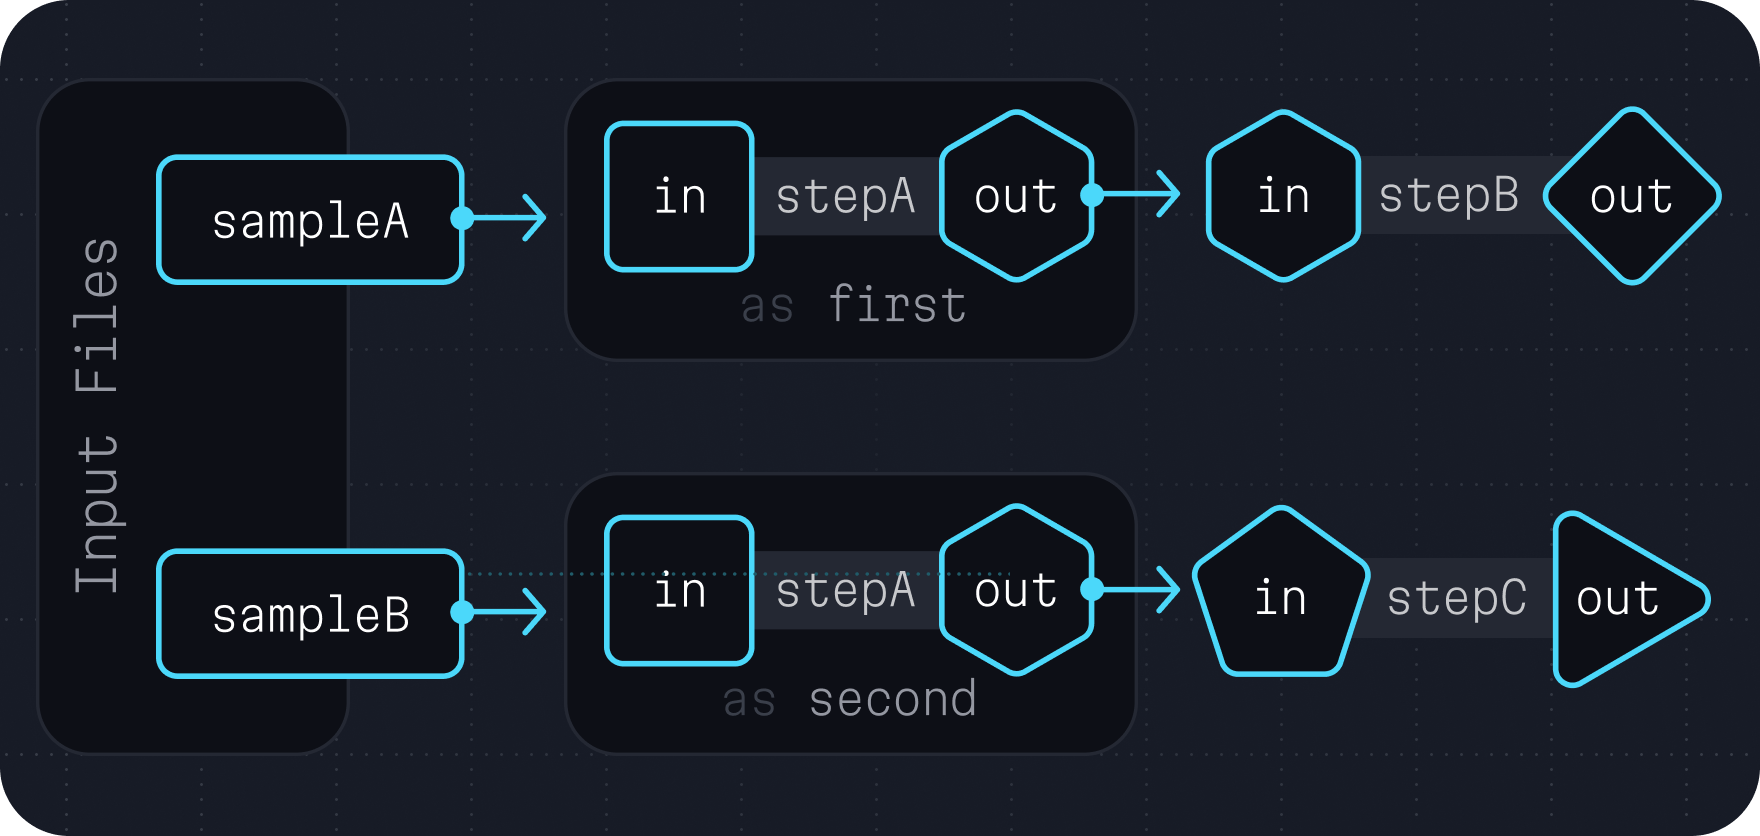 Input Files
sampleA
in stepA out
as first
in stepB out
sampleB
in stepA out
as second
in stepC out